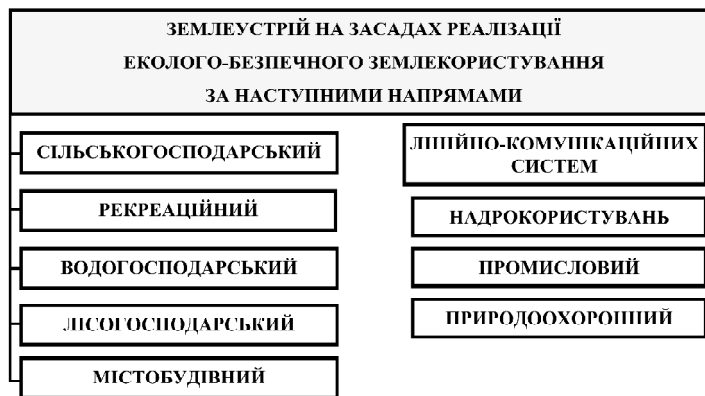 ЗЕМЛЕУСТРІЙ НА ЗАСАДАХ РЕАЛІЗАЦІЇ
ЕКОЛОГО-БЕЗПЕЧНОГО ЗЕМЛЕКОРИСТУВАННЯ
ЗА НАСТУПНИМИ НАПРЯМАМИ
СІЛЬСЬКОГОСПОДАРСЬКИЙ
РЕКРЕАЦІЙНИЙ
ВОДОГОСПОДАРСЬКИЙ
ЛІСОГОСПОДАРСЬКИЙ
МІСТОБУДІВНИЙ
ЛІНІЙНО-КОМУНІКАЦІЙНИХ
СИСТЕМ
НАДРОКОРИСТУВАНЬ
ПРОМИСЛОВИЙ
ПРИРОДООХОРОННИЙ